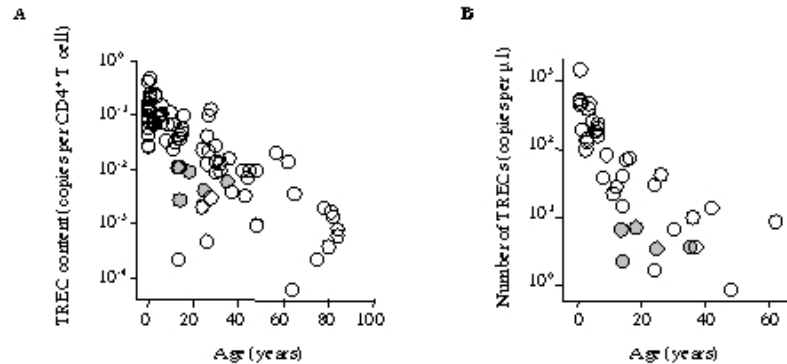 A
TREC content (copies per CD4⁺ T cell)
10⁰
10⁻¹
10⁻²
10⁻³
10⁻⁴
0 20 40 60 80 100
Age (years)
B
Number of TRECs (copies per µl)
10³
10²
10¹
10⁰
0 20 40 60
Age (years)